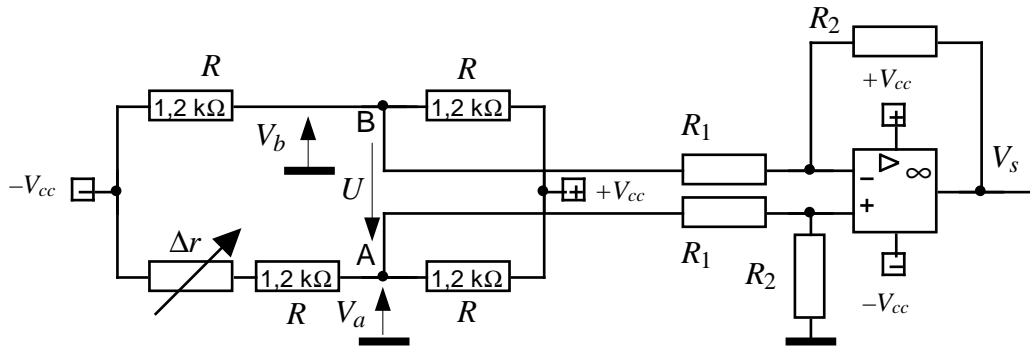 R2
R
R
+Vcc
1,2 kΩ
1,2 kΩ
B
Vb
R1
Vs
–Vcc
U
+Vcc
–
∞
+
Δr
A
R1
R2
1,2 kΩ
1,2 kΩ
–Vcc
R
Va
R